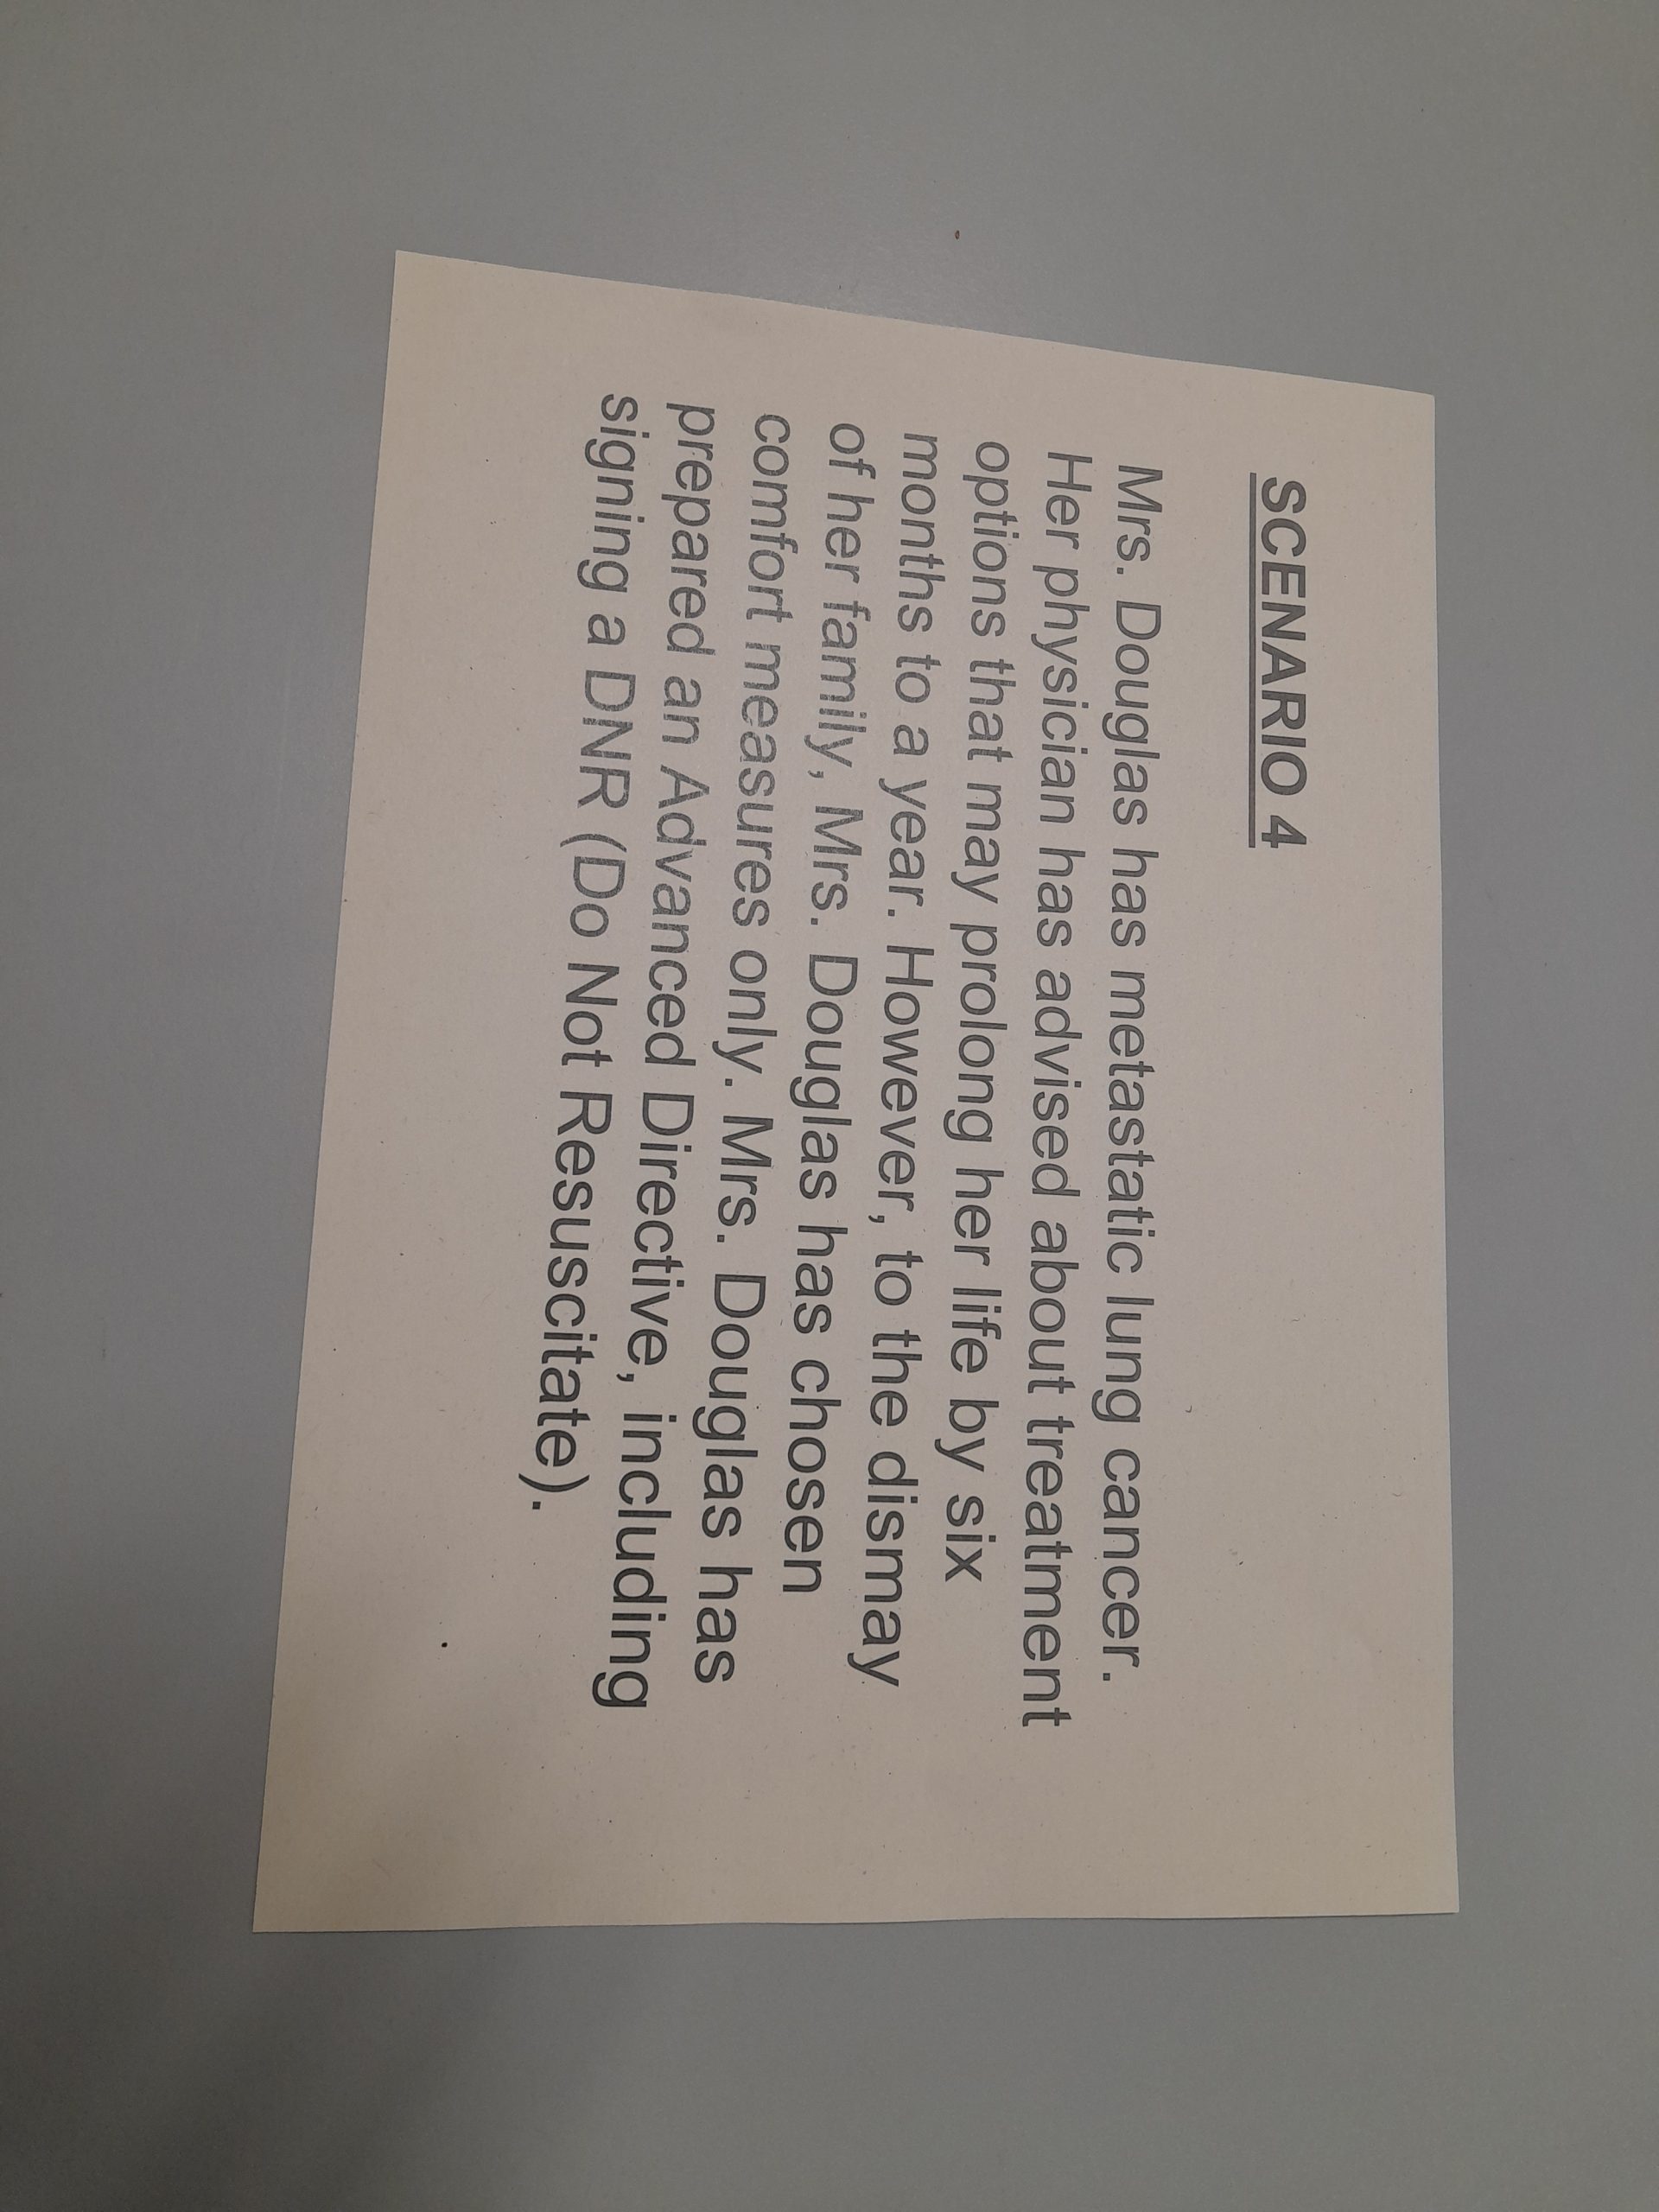 SCENARIO 4
Mrs. Douglas has metastatic lung cancer.
Her physician has advised about treatment
options that may prolong her life by six
months to a year. However, to the dismay
of her family, Mrs. Douglas has chosen
comfort measures only. Mrs. Douglas has
prepared an Advanced Directive, including
signing a DNR (Do Not Resuscitate).